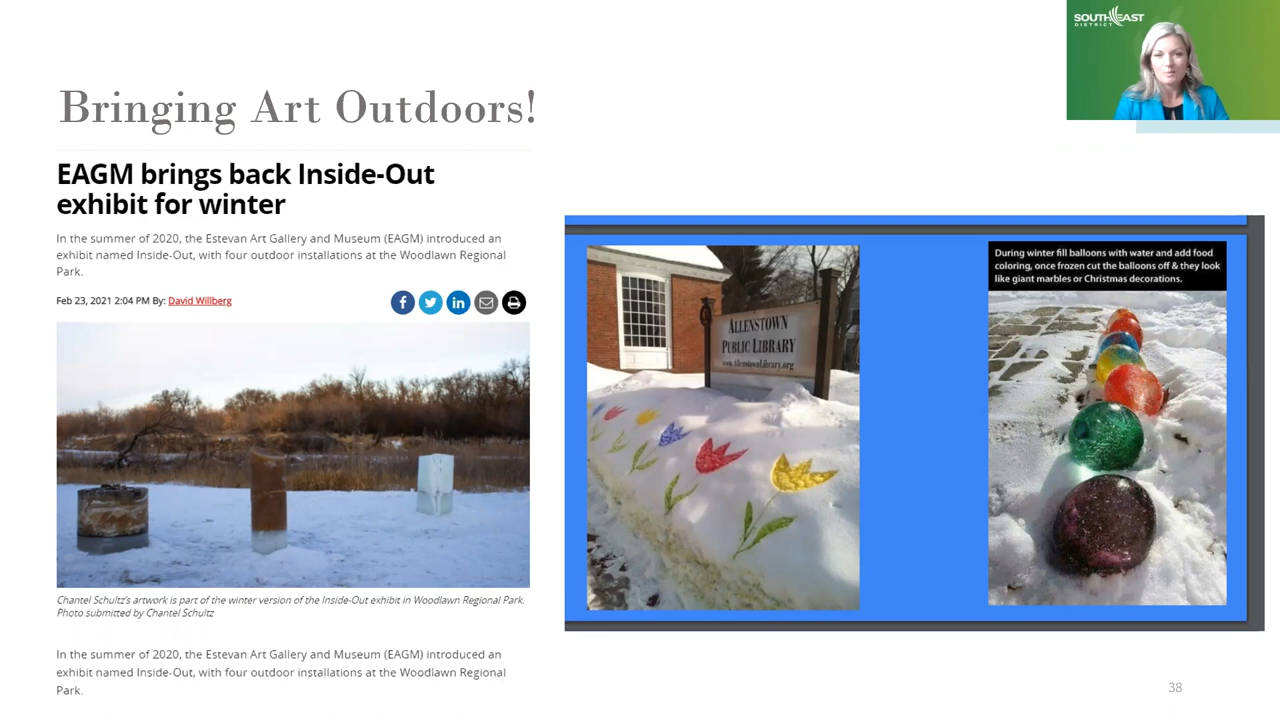 SOUTHEAST
DISTRICT
Bringing Art Outdoors!
EAGM brings back Inside-Out
exhibit for winter
In the summer of 2020, the Estevan Art Gallery and Museum (EAGM) introduced an
exhibit named Inside-Out, with four outdoor installations at the Woodlawn Regional
Park.
Feb 23, 2021 2:04 PM By: David Willberg
Chantel Schultz's artwork is part of the winter version of the Inside-Out exhibit in Woodlawn Regional Park.
Photo submitted by Chantel Schultz
In the summer of 2020, the Estevan Art Gallery and Museum (EAGM) introduced an
exhibit named Inside-Out, with four outdoor installations at the Woodlawn Regional
Park.
ALLENSTOWN
PUBLIC LIBRARY
www.AllenstownLibrary.org
During winter fill balloons with water and add food
coloring, once frozen cut the balloons off & they look
like giant marbles or Christmas decorations.
38